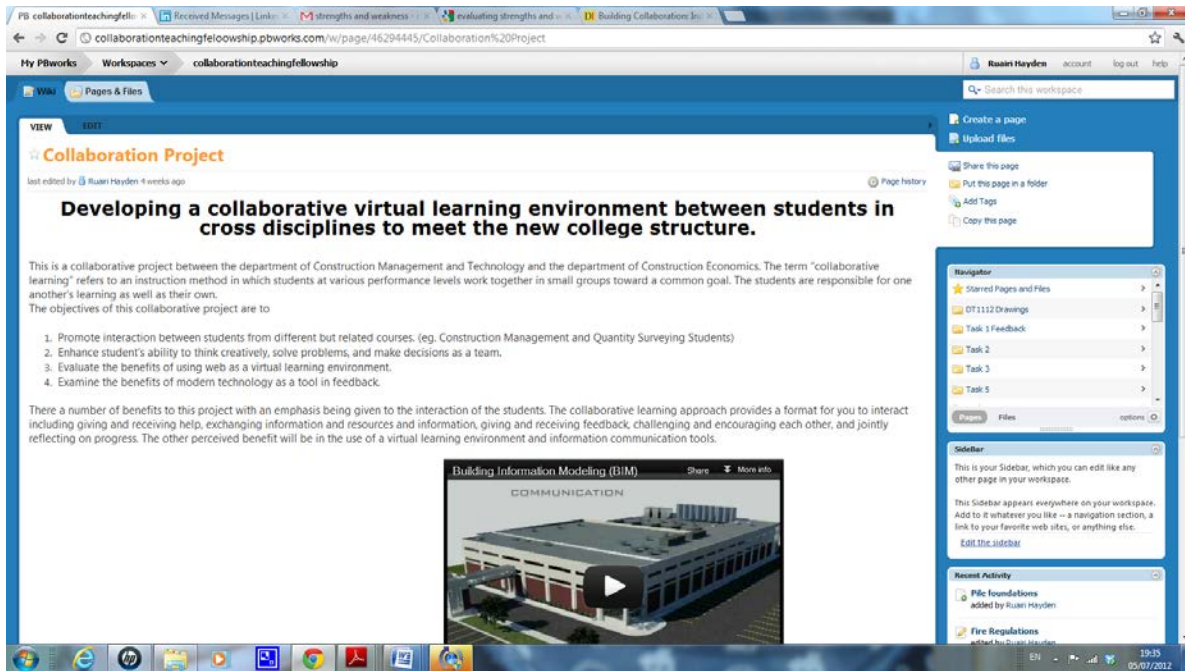 PB collaborationteachingfello
Received Messages | Linke
strengths and weakness -
evaluating strengths and w
Building Collaboration: In
collaborationteachingfeloowship.pbworks.com/w/page/46294445/Collaboration%20Project
My PBworks Workspaces collaborationteachingfellowship
Ruairi Hayden account log out help
Wiki Pages & Files
Search this workspace
VIEW EDIT
Collaboration Project
last edited by Ruairi Hayden 4 weeks ago
Page history
Developing a collaborative virtual learning environment between students in
cross disciplines to meet the new college structure.
This is a collaborative project between the department of Construction Management and Technology and the department of Construction Economics. The term "collaborative
learning" refers to an instruction method in which students at various performance levels work together in small groups toward a common goal. The students are responsible for one
another's learning as well as their own.
The objectives of this collaborative project are to
1. Promote interaction between students from different but related courses. (eg. Construction Management and Quantity Surveying Students)
2. Enhance student's ability to think creatively, solve problems, and make decisions as a team.
3. Evaluate the benefits of using web as a virtual learning environment.
4. Examine the benefits of modern technology as a tool in feedback.
There a number of benefits to this project with an emphasis being given to the interaction of the students. The collaborative learning approach provides a format for you to interact
including giving and receiving help, exchanging information and resources and information, giving and receiving feedback, challenging and encouraging each other, and jointly
reflecting on progress. The other perceived benefit will be in the use of a virtual learning environment and information communication tools.
Building Information Modeling (BIM) Share More info
COMMUNICATION
Create a page
Upload files
Share this page
Put this page in a folder
Add Tags
Copy this page
Navigator
Starred Pages and Files
DT1112 Drawings
Task 1 Feedback
Task 2
Task 3
Task 5
Pages Files options
SideBar
This is your Sidebar, which you can edit like any
other page in your workspace.
This Sidebar appears everywhere on your workspace.
Add to it whatever you like -- a navigation section, a
link to your favorite web sites, or anything else.
Edit the sidebar
Recent Activity
Pile foundations
added by Ruairi Hayden
Fire Regulations
edited by Ruairi Hayden
EN
19:35
05/07/2012